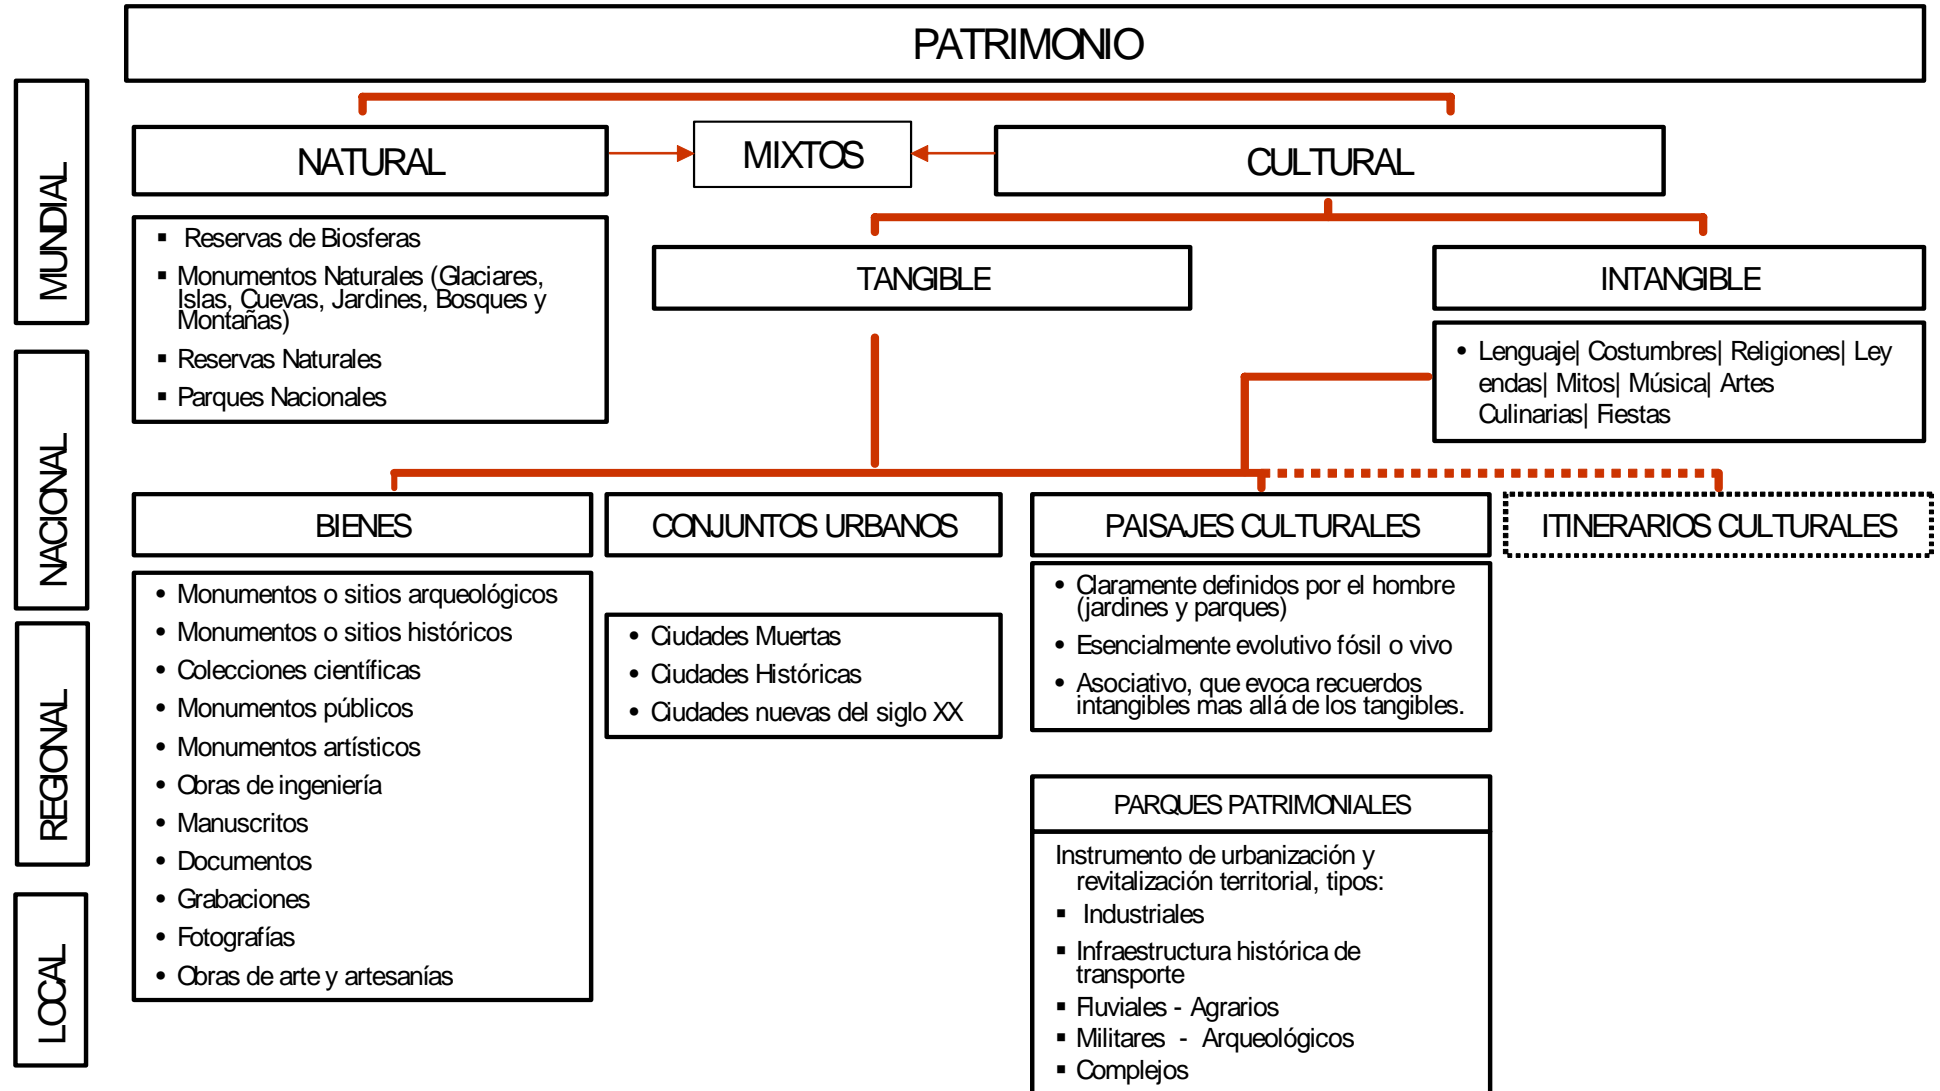 PATRIMONIO
MUNDIAL
NACIONAL
REGIONAL
LOCAL
NATURAL
MIXTOS
CULTURAL
▪ Reservas de Biosferas
▪ Monumentos Naturales (Glaciares,
Islas, Cuevas, Jardines, Bosques y
Montañas)
▪ Reservas Naturales
▪ Parques Nacionales
TANGIBLE
INTANGIBLE
• Lenguaje| Costumbres| Religiones| Ley
endas| Mitos| Música| Artes
Culinarias| Fiestas
BIENES
• Monumentos o sitios arqueológicos
• Monumentos o sitios históricos
• Colecciones científicas
• Monumentos públicos
• Monumentos artísticos
• Obras de ingeniería
• Manuscritos
• Documentos
• Grabaciones
• Fotografías
• Obras de arte y artesanías
CONJUNTOS URBANOS
• Ciudades Muertas
• Ciudades Históricas
• Ciudades nuevas del siglo XX
PAISAJES CULTURALES
• Claramente definidos por el hombre
(jardines y parques)
• Esencialmente evolutivo fósil o vivo
• Asociativo, que evoca recuerdos
intangibles mas allá de los tangibles.
ITINERARIOS CULTURALES
PARQUES PATRIMONIALES
Instrumento de urbanización y
revitalización territorial, tipos:
▪ Industriales
▪ Infraestructura histórica de
transporte
▪ Fluviales - Agrarios
▪ Militares - Arqueológicos
▪ Complejos